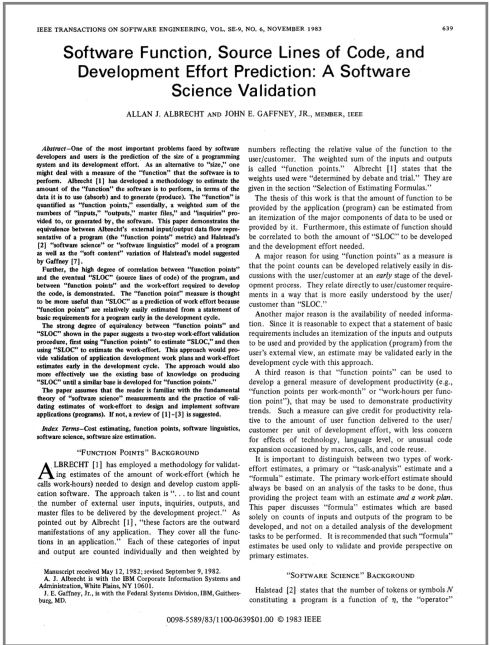 IEEE TRANSACTIONS ON SOFTWARE ENGINEERING, VOL. SE-9, NO. 6, NOVEMBER 1983
639
Software Function, Source Lines of Code, and
Development Effort Prediction: A Software
Science Validation
ALLAN J. ALBRECHT AND JOHN E. GAFFNEY, JR., MEMBER, IEEE
Abstract—One of the most important problems faced by software
developers and users is the prediction of the size of a programming
system and its development effort. As an alternative to "size," one
might deal with a measure of the "function" that the software is to
perform. Albrecht [1] has developed a methodology to estimate the
amount of the "function" the software is to perform, in terms of the
data it is to use (absorb) and to generate (produce). The "function" is
quantified as "function points," essentially, a weighted sum of the
numbers of "inputs," "outputs," master files," and "inquiries" pro-
vided to, or generated by, the software. This paper demonstrates the
equivalence between Albrecht's external input/output data flow repre-
sentative of a program (the "function points" metric) and Halstead's
[2] "software science" or "software linguistics" model of a program
as well as the "soft content" variation of Halstead's model suggested
by Gaffney [7].
Further, the high degree of correlation between "function points"
and the eventual "SLOC" (source lines of code) of the program, and
between "function points" and the work-effort required to develop
the code, is demonstrated. The "function point" measure is thought
to be more useful than "SLOC" as a prediction of work effort because
"function points" are relatively easily estimated from a statement of
basic requirements for a program early in the development cycle.
The strong degree of equivalency between "function points" and
"SLOC" shown in the paper suggests a two-step work-effort validation
procedure, first using "function points" to estimate "SLOC," and then
using "SLOC" to estimate the work-effort. This approach would pro-
vide validation of application development work plans and work-effort
estimates early in the development cycle. The approach would also
more effectively use the existing base of knowledge on producing
"SLOC" until a similar base is developed for "function points."
The paper assumes that the reader is familiar with the fundamental
theory of "software science" measurements and the practice of vali-
dating estimates of work-effort to design and implement software
applications (programs). If not, a review of [1]-[3] is suggested.
Index Terms—Cost estimating, function points, software linguistics,
software science, software size estimation.
"FUNCTION POINTS" BACKGROUND
ALBRECHT [1] has employed a methodology for validat-
ing estimates of the amount of work-effort (which he
calls work-hours) needed to design and develop custom appli-
cation software. The approach taken is ". . . to list and count
the number of external user inputs, inquiries, outputs, and
master files to be delivered by the development project." As
pointed out by Albrecht [1], "these factors are the outward
manifestations of any application. They cover all the func-
tions in an application." Each of these categories of input
and output are counted individually and then weighted by
Manuscript received May 12, 1982; revised September 9, 1982.
A. J. Albrecht is with the IBM Corporate Information Systems and
Administration, White Plains, NY 10601.
J. E. Gaffney, Jr., is with the Federal Systems Division, IBM, Gaithers-
burg, MD.
numbers reflecting the relative value of the function to the
user/customer. The weighted sum of the inputs and outputs
is called "function points." Albrecht [1] states that the
weights used were "determined by debate and trial." They are
given in the section "Selection of Estimating Formulas."
The thesis of this work is that the amount of function to be
provided by the application (program) can be estimated from
an itemization of the major components of data to be used or
provided by it. Furthermore, this estimate of function should
be correlated to both the amount of "SLOC" to be developed
and the development effort needed.
A major reason for using "function points" as a measure is
that the point counts can be developed relatively easily in dis-
cussions with the user/customer at an early stage of the devel-
opment process. They relate directly to user/customer require-
ments in a way that is more easily understood by the user/
customer than "SLOC."
Another major reason is the availability of needed informa-
tion. Since it is reasonable to expect that a statement of basic
requirements includes an itemization of the inputs and outputs
to be used and provided by the application (program) from the
user's external view, an estimate may be validated early in the
development cycle with this approach.
A third reason is that "function points" can be used to
develop a general measure of development productivity (e.g.,
"function points per work-month" or "work-hours per func-
tion point"), that may be used to demonstrate productivity
trends. Such a measure can give credit for productivity rela-
tive to the amount of user function delivered to the user/
customer per unit of development effort, with less concern
for effects of technology, language level, or unusual code
expansion occasioned by macros, calls, and code reuse.
It is important to distinguish between two types of work-
effort estimates, a primary or "task-analysis" estimate and a
"formula" estimate. The primary work-effort estimate should
always be based on an analysis of the tasks to be done, thus
providing the project team with an estimate and a work plan.
This paper discusses "formula" estimates which are based
solely on counts of inputs and outputs of the program to be
developed, and not on a detailed analysis of the development
tasks to be performed. It is recommended that such "formula"
estimates be used only to validate and provide perspective on
primary estimates.
"SOFTWARE SCIENCE" BACKGROUND
Halstead [2] states that the number of tokens or symbols N
constituting a program is a function of η, the "operator"
0098-5589/83/1100-0639$01.00 © 1983 IEEE